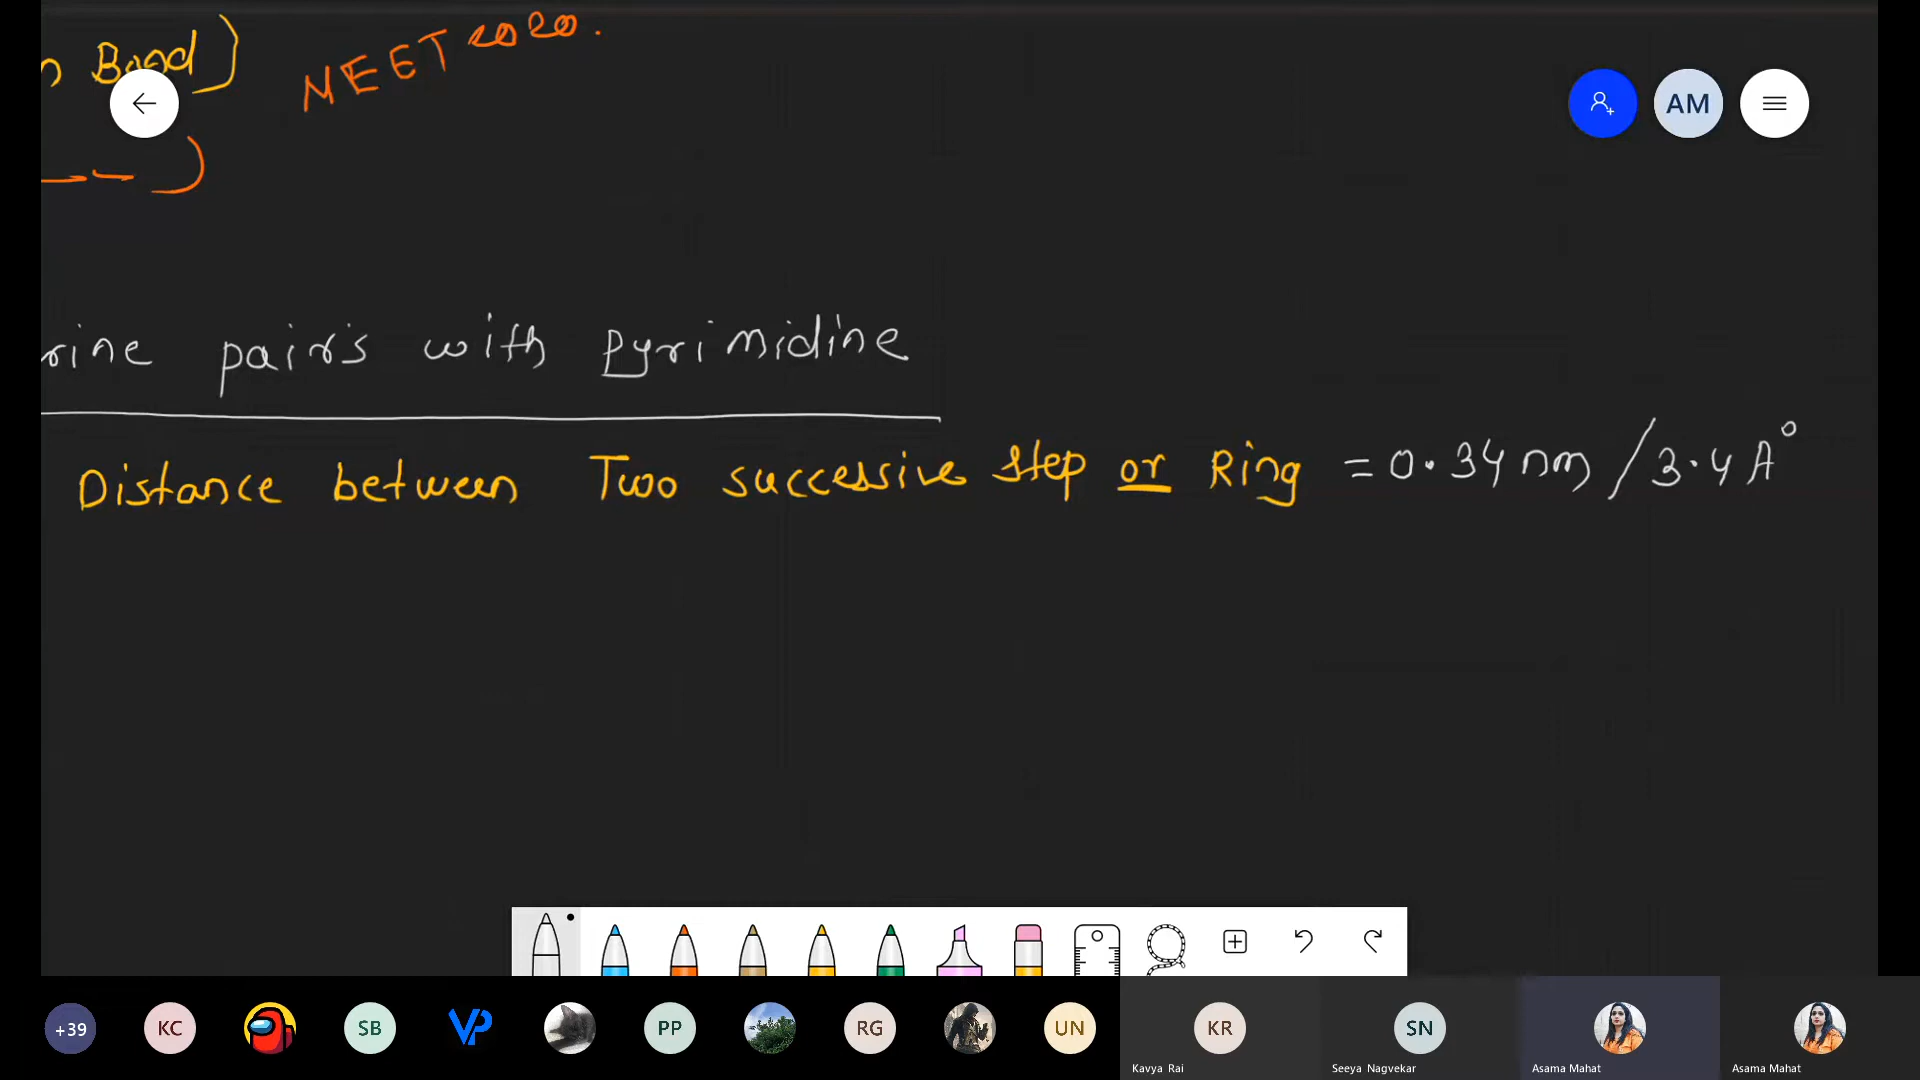 n Bond)
NEET 2020.
AM
---)
rine pairs with pyrimidine
Distance between Two successive step or Ring = 0.34 nm / 3.4 A°
+39
KC
SB
VP
PP
RG
UN
KR
SN
Kavya Rai
Seeya Nagvekar
Asama Mahat
Asama Mahat